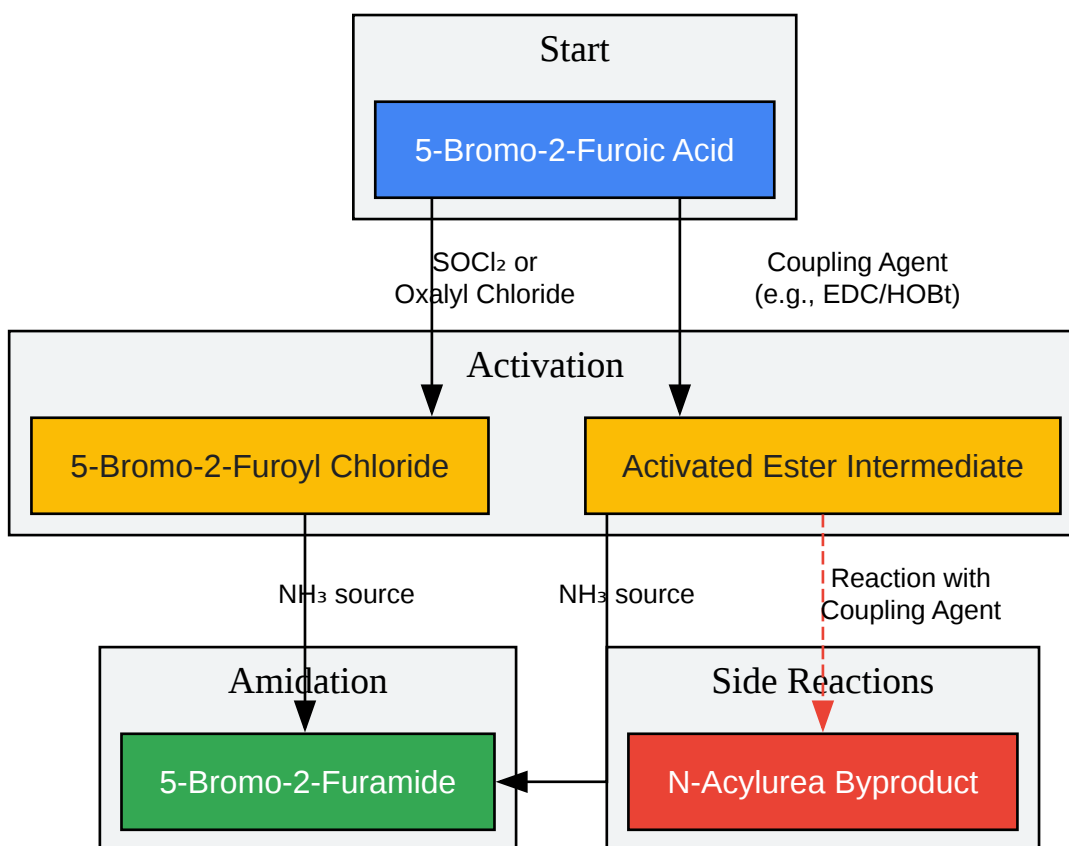 Start
5-Bromo-2-Furoic Acid
SOCl₂ or
Oxalyl Chloride
Coupling Agent
(e.g., EDC/HOBt)
Activation
5-Bromo-2-Furoyl Chloride
Activated Ester Intermediate
NH₃ source
NH₃ source
Reaction with
Coupling Agent
Amidation
5-Bromo-2-Furamide
Side Reactions
N-Acylurea Byproduct